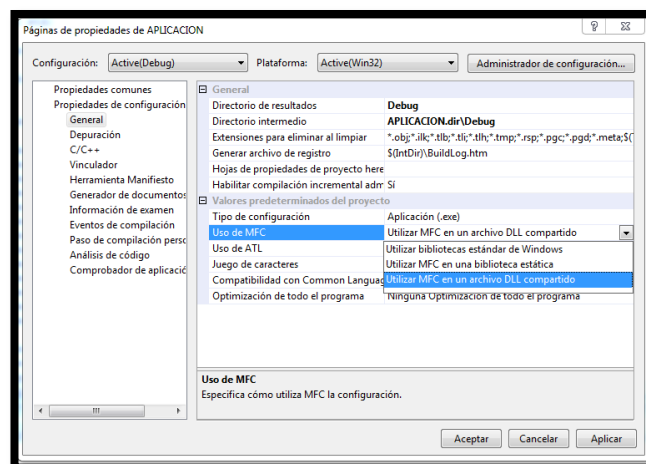 Páginas de propiedades de APLICACION
Configuración: Active(Debug) Plataforma: Active(Win32) Administrador de configuración...
Propiedades comunes
Propiedades de configuración
General
Depuración
C/C++
Vinculador
Herramienta Manifiesto
Generador de documentos
Información de examen
Eventos de compilación
Paso de compilación perso
Análisis de código
Comprobador de aplicació
General
Directorio de resultados Debug
Directorio intermedio APLICACION.dir\Debug
Extensiones para eliminar al limpiar *.obj;*.ilk;*.tlb;*.tli;*.tlh;*.tmp;*.rsp;*.pgc;*.pgd;*.meta;$(
Generar archivo de registro $(IntDir)\BuildLog.htm
Hojas de propiedades de proyecto here
Habilitar compilación incremental adm Sí
Valores predeterminados del proyecto
Tipo de configuración Aplicación (.exe)
Uso de MFC Utilizar MFC en un archivo DLL compartido
Uso de ATL Utilizar bibliotecas estándar de Windows
Juego de caracteres Utilizar MFC en una biblioteca estática
Compatibilidad con Common Languag Utilizar MFC en un archivo DLL compartido
Optimización de todo el programa Ninguna Optimización de todo el programa
Uso de MFC
Especifica cómo utiliza MFC la configuración.
Aceptar Cancelar Aplicar